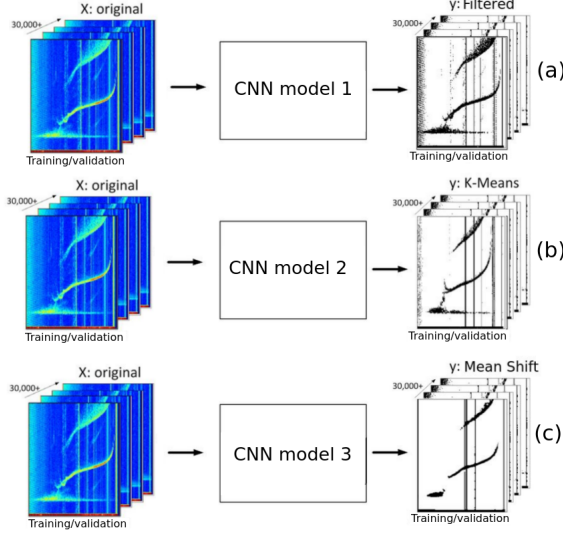 X: original
y: Filtered
30,000+
30,000+
CNN model 1
(a)
Training/validation
Training/validation
X: original
y: K-Means
30,000+
30,000+
CNN model 2
(b)
Training/validation
Training/validation
X: original
y: Mean Shift
30,000+
30,000+
CNN model 3
(c)
Training/validation
Training/validation